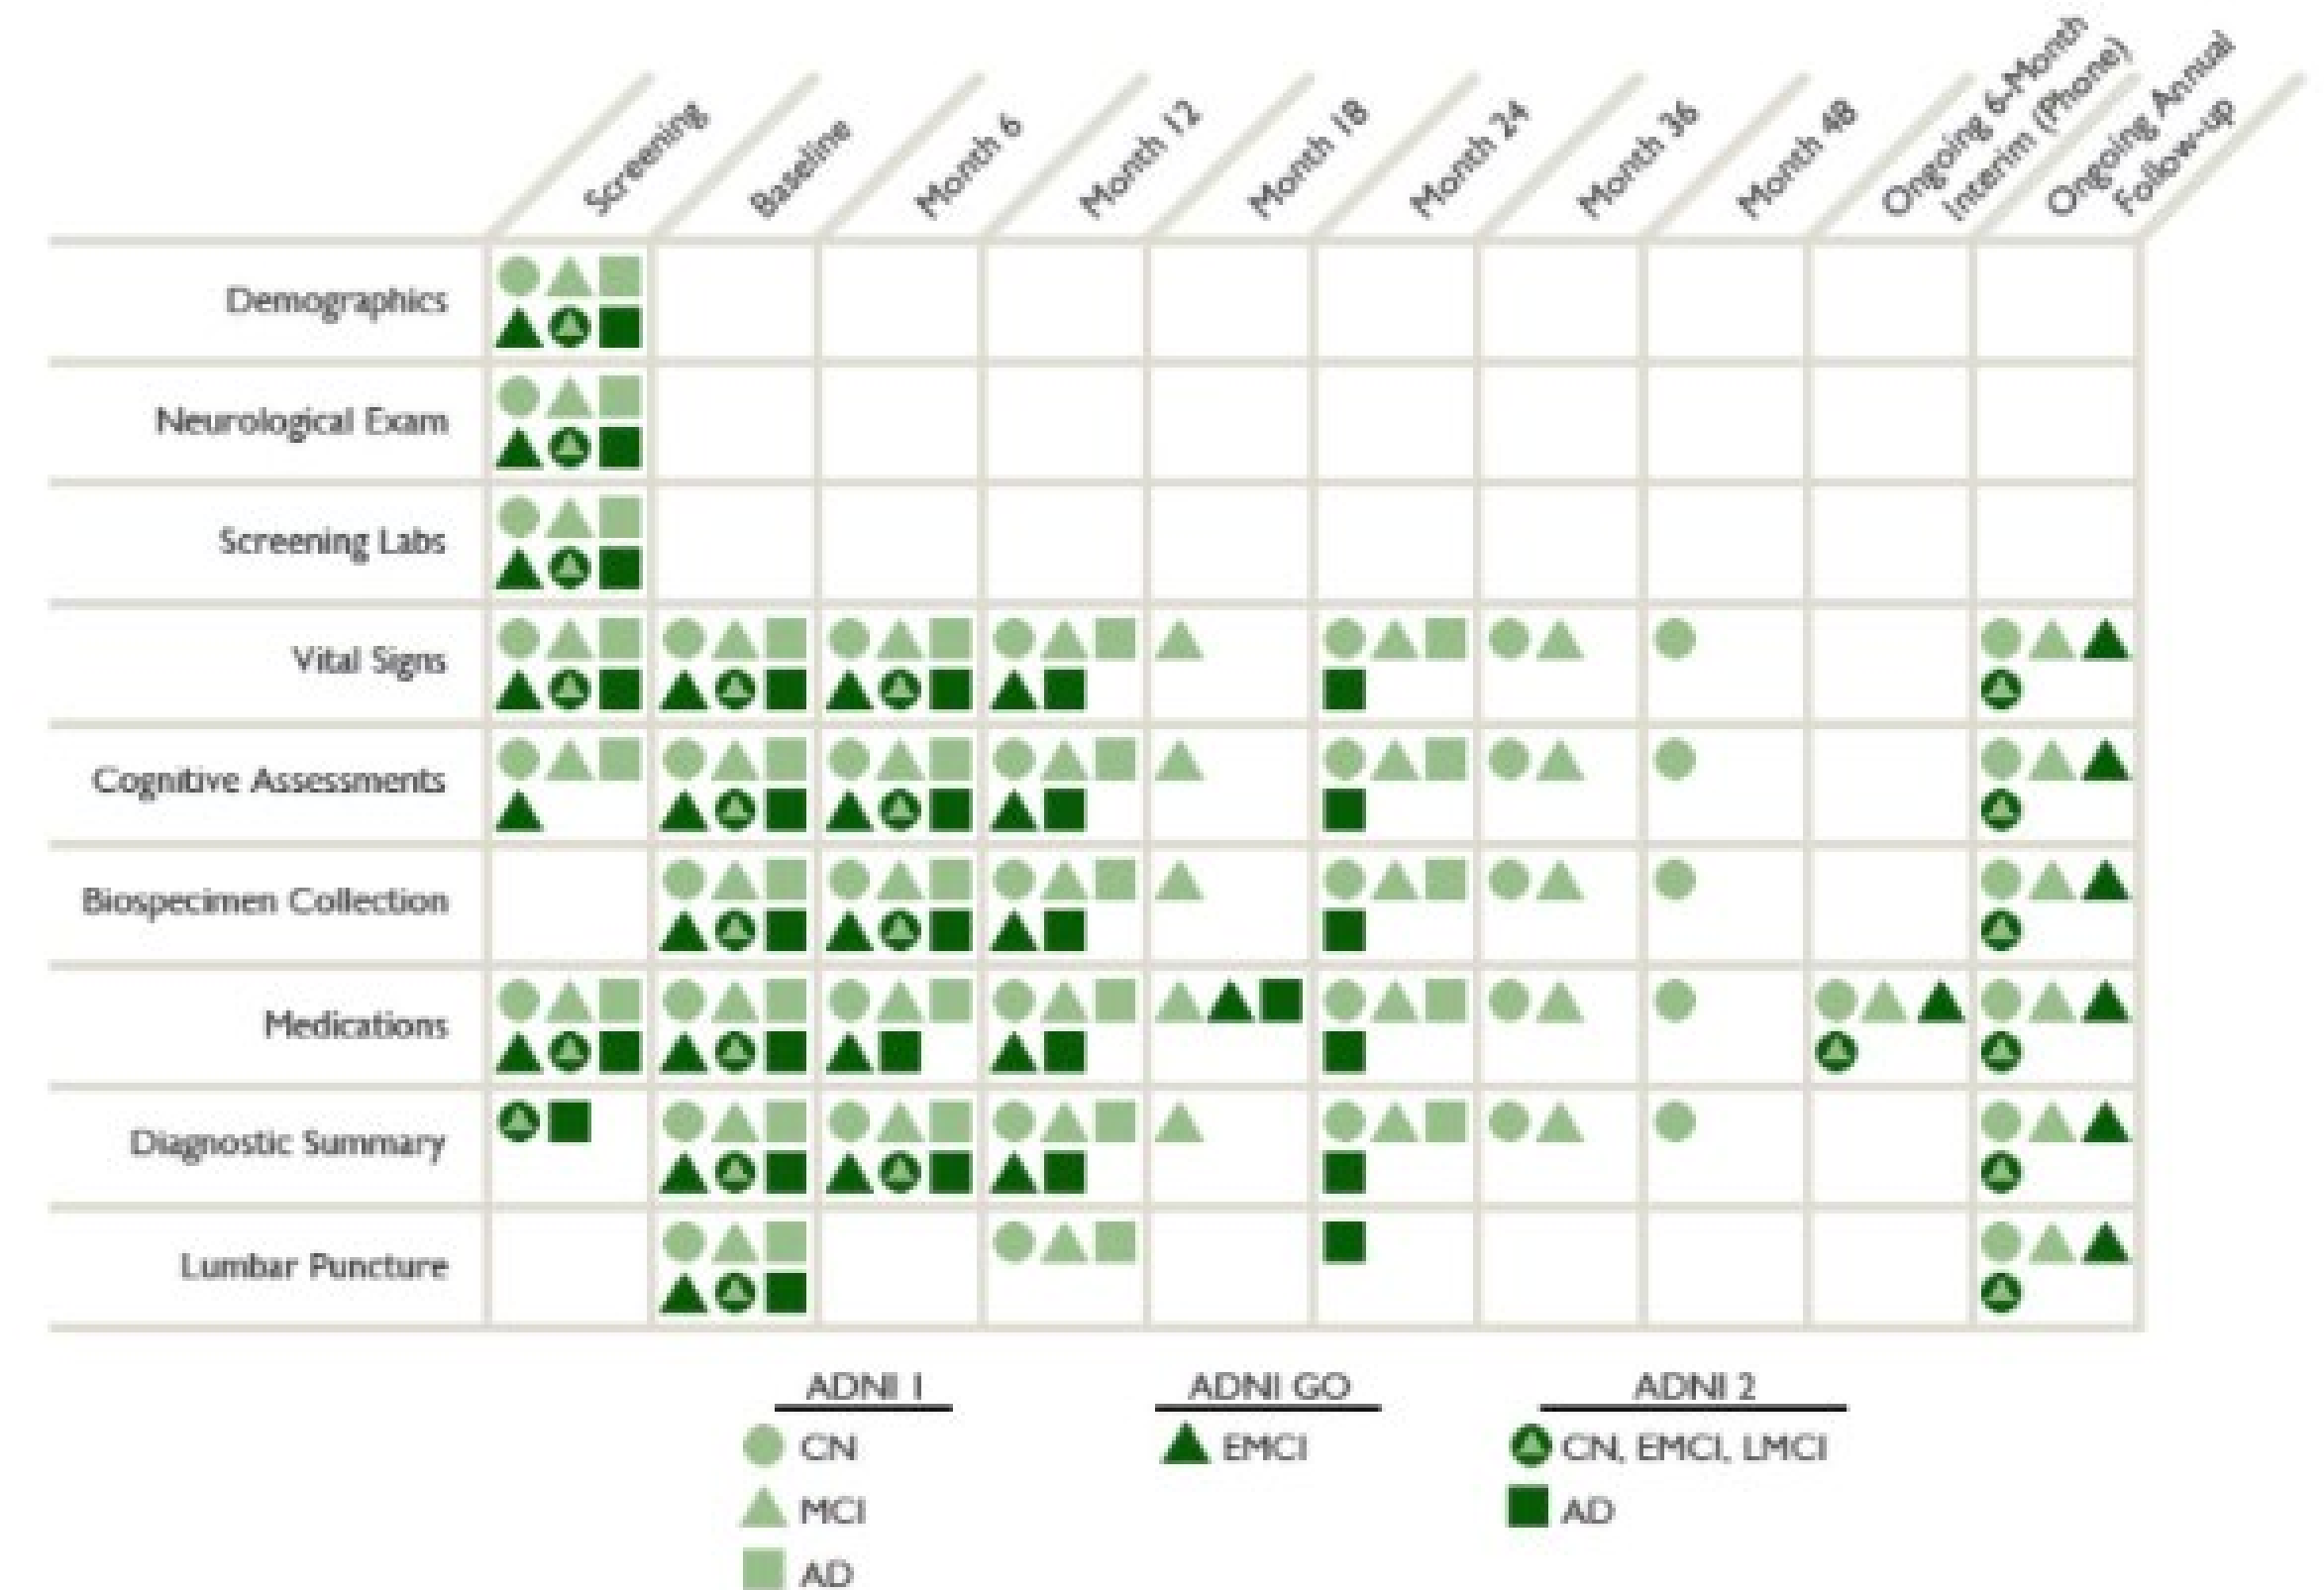 Screening
Baseline
Month 6
Month 12
Month 18
Month 24
Month 36
Month 48
Ongoing 6-Month
Interim (Phone)
Ongoing Annual
Follow-up
Demographics
Neurological Exam
Screening Labs
Vital Signs
Cognitive Assessments
Biospecimen Collection
Medications
Diagnostic Summary
Lumbar Puncture
ADNI 1
ADNI GO
ADNI 2
CN
EMCI
CN, EMCI, LMCI
MCI
AD
AD